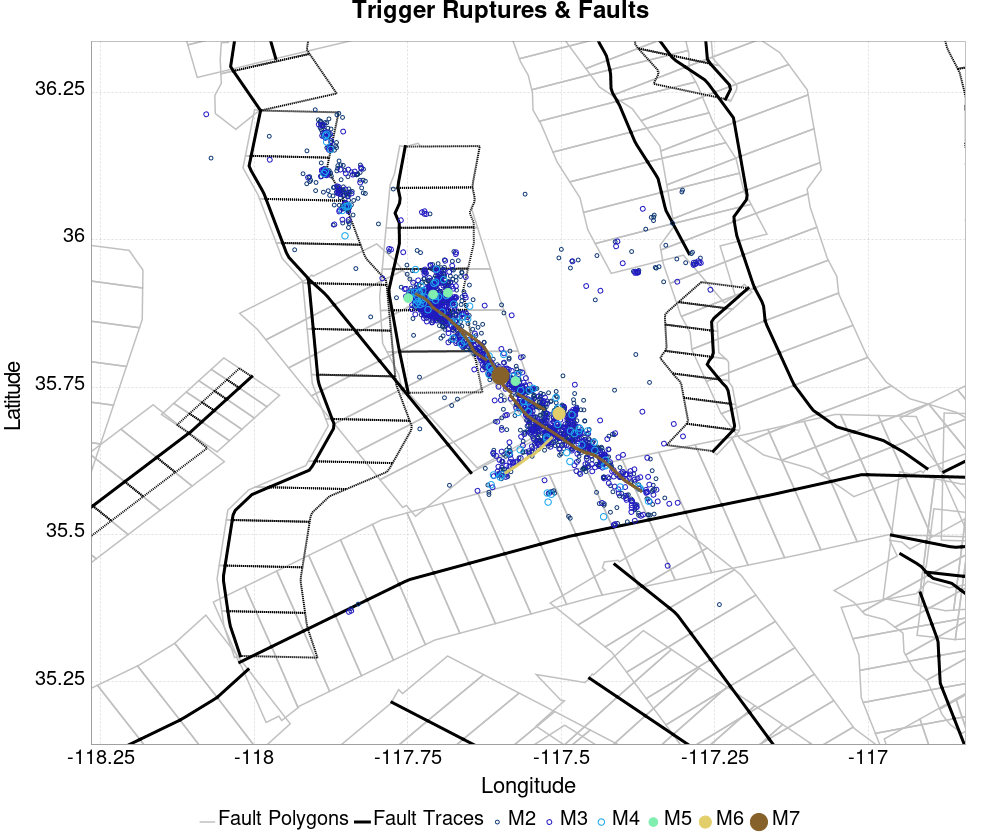 Trigger Ruptures & Faults
36.25
36
35.75
35.5
35.25
Latitude
-118.25 -118 -117.75 -117.5 -117.25 -117
Longitude
Fault Polygons Fault Traces M2 M3 M4 M5 M6 M7